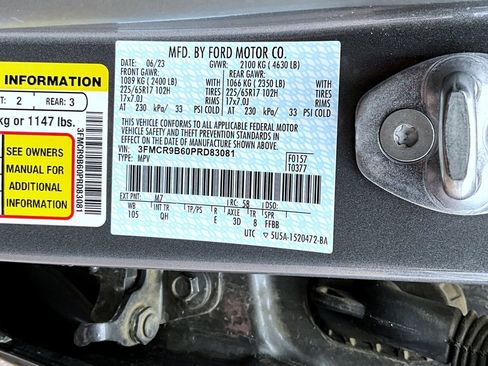 INFORMATION
: 2 REAR: 3
kg or 1147 lbs.
SEE OWNERS
MANUAL FOR
ADDITIONAL
INFORMATION
3FMCR9B60PRD83081
MFD. BY FORD MOTOR CO.
DATE: 06/23 GVWR: 2100 KG (4630 LB)
FRONT GAWR: REAR GAWR:
1089 KG (2400 LB) 1066 KG (2350 LB)
225/65R17 102H TIRES 225/65R17 102H
17x7.0J RIMS 17x7.0J
AT 230 kPa/ 33 PSI COLD AT 230 kPa/ 33 PSI COLD
THIS VEHICLE CONFORMS TO ALL APPLICABLE FEDERAL MOTOR
VEHICLE SAFETY AND THEFT PREVENTION STANDARDS IN
EFFECT ON THE DATE OF MANUFACTURE SHOWN ABOVE.
VIN: 3FMCR9B60PRD83081
TYPE: MPV F0157
T0377
EXT PNT: M7 RC: 58 DSO:
WB INT TR TP/PS R AXLE TR SPR
105 QH E 3D 8 FFBB
UTC ▽ 5U5A-1520472-BA